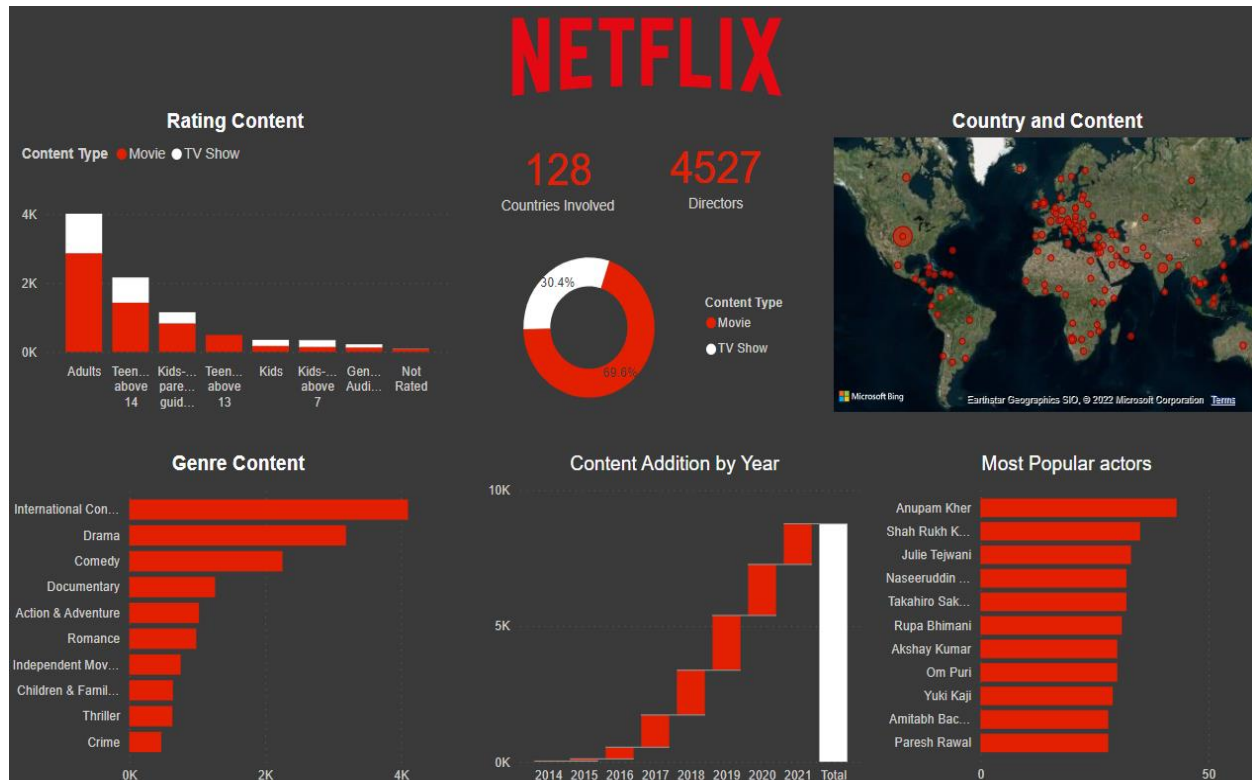 NETFLIX
Rating Content
Content Type Movie TV Show
4K
2K
0K
Adults
Teen...
above
14
Kids-...
pare...
guid...
Teen...
above
13
Kids
Kids-...
above
7
Gen...
Audi...
Not
Rated
128
Countries Involved
4527
Directors
30.4%
69.6%
Content Type
Movie
TV Show
Country and Content
Microsoft Bing
Earthstar Geographics SIO, © 2022 Microsoft Corporation Terms
Genre Content
International Con...
Drama
Comedy
Documentary
Action & Adventure
Romance
Independent Mov...
Children & Famil...
Thriller
Crime
0K 2K 4K
Content Addition by Year
10K
5K
0K
2014 2015 2016 2017 2018 2019 2020 2021 Total
Most Popular actors
Anupam Kher
Shah Rukh K...
Julie Tejwani
Naseeruddin ...
Takahiro Sak...
Rupa Bhimani
Akshay Kumar
Om Puri
Yuki Kaji
Amitabh Bac...
Paresh Rawal
0 50